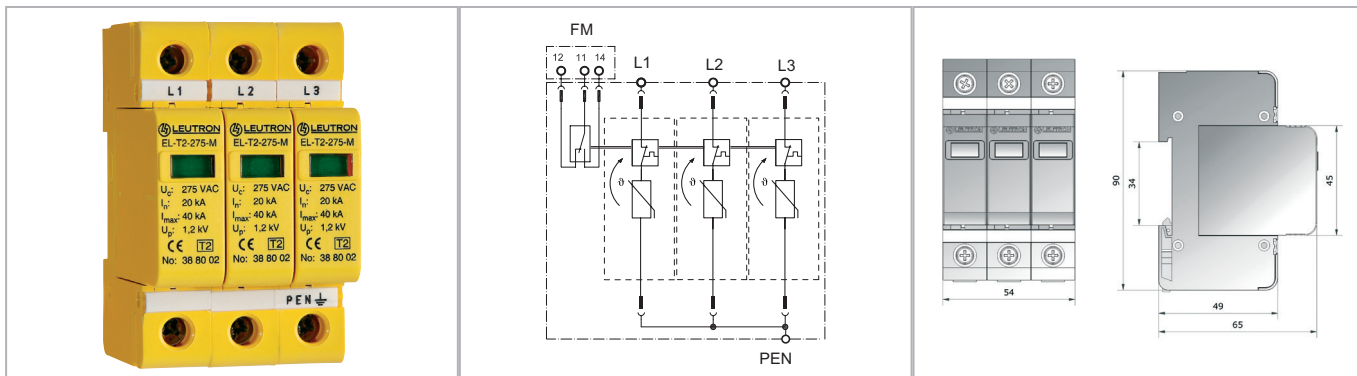 L1 L2 L3
LEUTRON LEUTRON LEUTRON
EL-T2-275-M EL-T2-275-M EL-T2-275-M
Uc: 275 VAC Uc: 275 VAC Uc: 275 VAC
In: 20 kA In: 20 kA In: 20 kA
Imax: 40 kA Imax: 40 kA Imax: 40 kA
Up: 1,2 kV Up: 1,2 kV Up: 1,2 kV
CE T2 CE T2 CE T2
No: 38 80 02 No: 38 80 02 No: 38 80 02
PEN
FM
12 11 14
L1 L2 L3
ϑ ϑ ϑ
PEN
LEUTRON LEUTRON LEUTRON
54
90
34
45
49
65